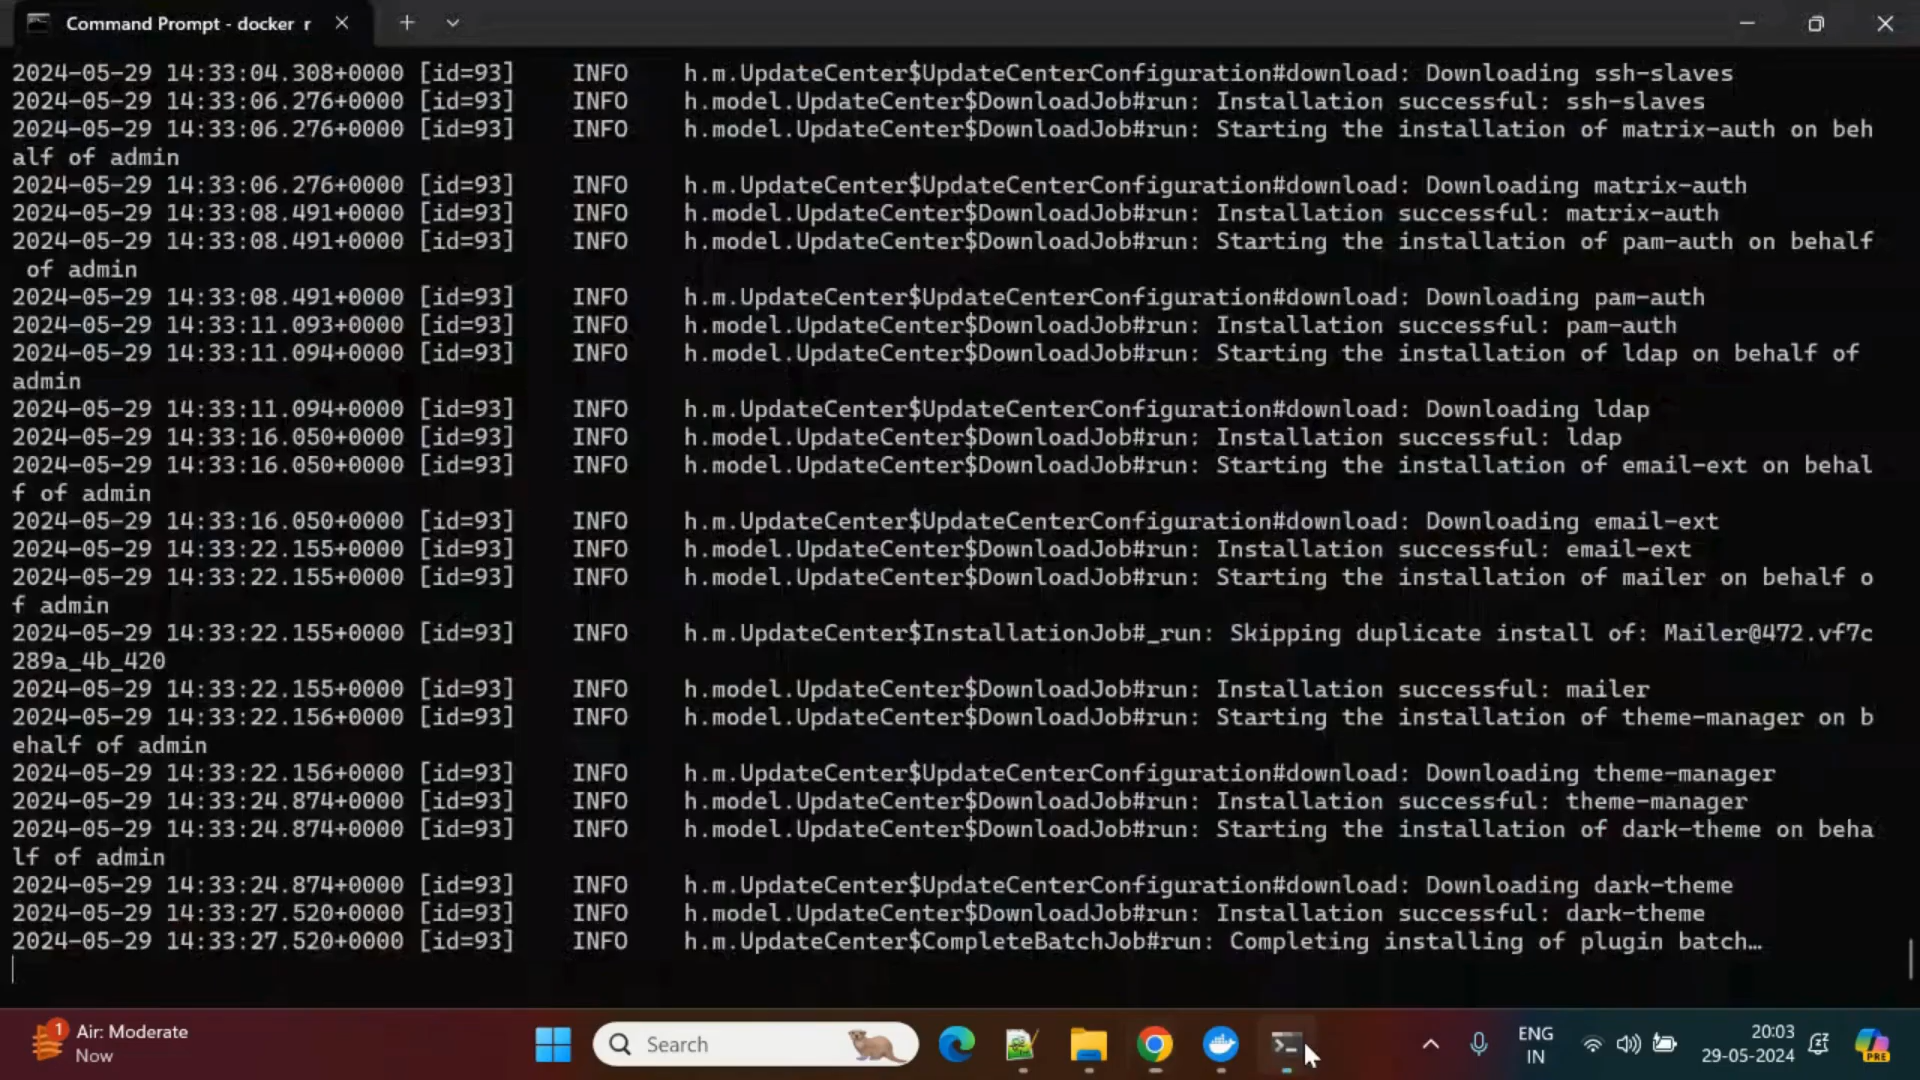 Command Prompt - docker r
2024-05-29 14:33:04.308+0000 [id=93] INFO h.m.UpdateCenter$UpdateCenterConfiguration#download: Downloading ssh-slaves
2024-05-29 14:33:06.276+0000 [id=93] INFO h.model.UpdateCenter$DownloadJob#run: Installation successful: ssh-slaves
2024-05-29 14:33:06.276+0000 [id=93] INFO h.model.UpdateCenter$DownloadJob#run: Starting the installation of matrix-auth on beh
alf of admin
2024-05-29 14:33:06.276+0000 [id=93] INFO h.m.UpdateCenter$UpdateCenterConfiguration#download: Downloading matrix-auth
2024-05-29 14:33:08.491+0000 [id=93] INFO h.model.UpdateCenter$DownloadJob#run: Installation successful: matrix-auth
2024-05-29 14:33:08.491+0000 [id=93] INFO h.model.UpdateCenter$DownloadJob#run: Starting the installation of pam-auth on behalf
of admin
2024-05-29 14:33:08.491+0000 [id=93] INFO h.m.UpdateCenter$UpdateCenterConfiguration#download: Downloading pam-auth
2024-05-29 14:33:11.093+0000 [id=93] INFO h.model.UpdateCenter$DownloadJob#run: Installation successful: pam-auth
2024-05-29 14:33:11.094+0000 [id=93] INFO h.model.UpdateCenter$DownloadJob#run: Starting the installation of ldap on behalf of
admin
2024-05-29 14:33:11.094+0000 [id=93] INFO h.m.UpdateCenter$UpdateCenterConfiguration#download: Downloading ldap
2024-05-29 14:33:16.050+0000 [id=93] INFO h.model.UpdateCenter$DownloadJob#run: Installation successful: ldap
2024-05-29 14:33:16.050+0000 [id=93] INFO h.model.UpdateCenter$DownloadJob#run: Starting the installation of email-ext on behal
f of admin
2024-05-29 14:33:16.050+0000 [id=93] INFO h.m.UpdateCenter$UpdateCenterConfiguration#download: Downloading email-ext
2024-05-29 14:33:22.155+0000 [id=93] INFO h.model.UpdateCenter$DownloadJob#run: Installation successful: email-ext
2024-05-29 14:33:22.155+0000 [id=93] INFO h.model.UpdateCenter$DownloadJob#run: Starting the installation of mailer on behalf o
f admin
2024-05-29 14:33:22.155+0000 [id=93] INFO h.m.UpdateCenter$InstallationJob#_run: Skipping duplicate install of: Mailer@472.vf7c
289a_4b_420
2024-05-29 14:33:22.155+0000 [id=93] INFO h.model.UpdateCenter$DownloadJob#run: Installation successful: mailer
2024-05-29 14:33:22.156+0000 [id=93] INFO h.model.UpdateCenter$DownloadJob#run: Starting the installation of theme-manager on b
ehalf of admin
2024-05-29 14:33:22.156+0000 [id=93] INFO h.m.UpdateCenter$UpdateCenterConfiguration#download: Downloading theme-manager
2024-05-29 14:33:24.874+0000 [id=93] INFO h.model.UpdateCenter$DownloadJob#run: Installation successful: theme-manager
2024-05-29 14:33:24.874+0000 [id=93] INFO h.model.UpdateCenter$DownloadJob#run: Starting the installation of dark-theme on beha
lf of admin
2024-05-29 14:33:24.874+0000 [id=93] INFO h.m.UpdateCenter$UpdateCenterConfiguration#download: Downloading dark-theme
2024-05-29 14:33:27.520+0000 [id=93] INFO h.model.UpdateCenter$DownloadJob#run: Installation successful: dark-theme
2024-05-29 14:33:27.520+0000 [id=93] INFO h.m.UpdateCenter$CompleteBatchJob#run: Completing installing of plugin batch…
1
Air: Moderate
Now
Search
ENG
IN
20:03
29-05-2024
PRE